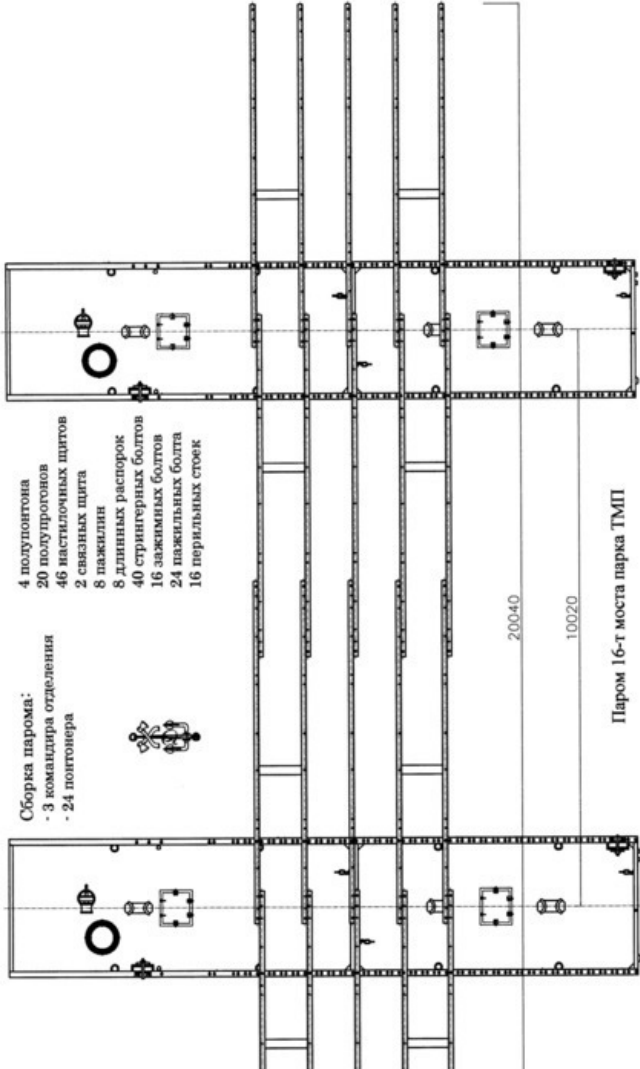 Сборка парома:
- 3 командира отделения
- 24 понтонера
4 полупонтона
20 полупрогонов
46 настилочных щитов
2 связных щита
8 пажилин
8 длинных распорок
40 стрингерных болтов
16 зажимных болтов
24 пажильных болта
16 перильных стоек
20040
10020
Паром 16-т моста парка ТМП